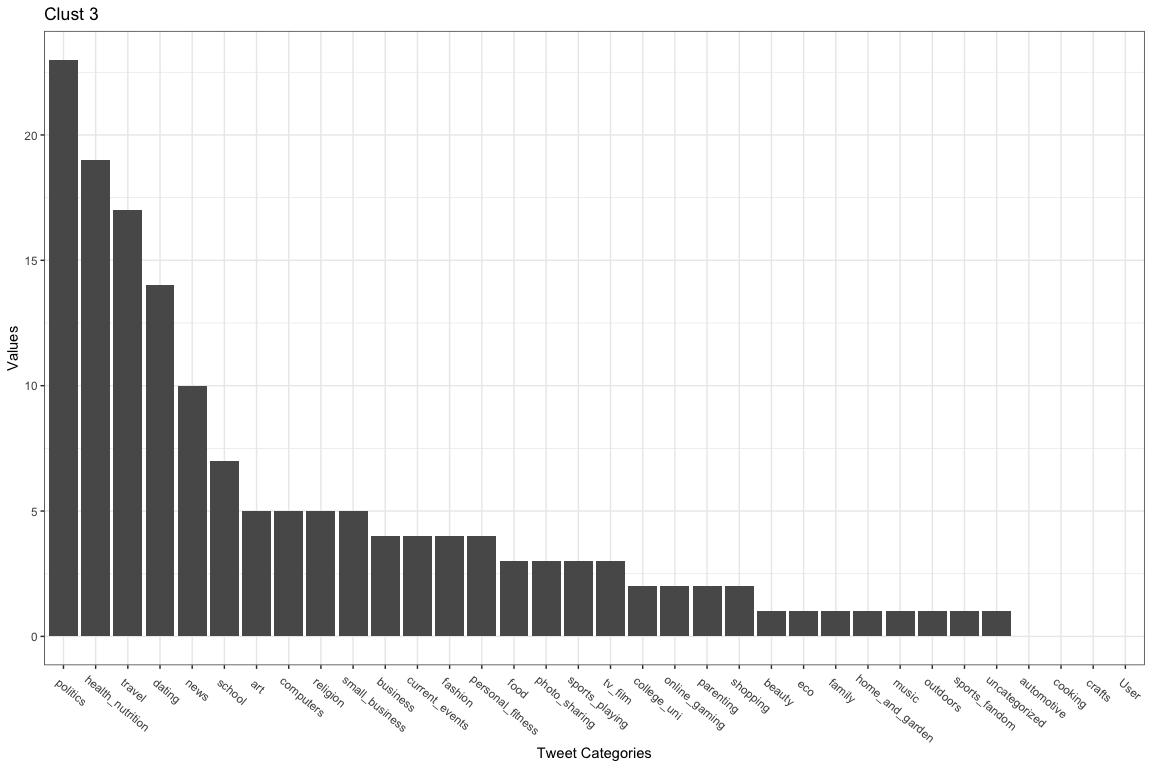 Clust 3
Values
20
15
10
5
0
politics
health_nutrition
travel
dating
news
school
art
computers
religion
small_business
business
current_events
fashion
personal_fitness
food
photo_sharing
sports_playing
tv_film
college_uni
online_gaming
parenting
shopping
beauty
eco
family
home_and_garden
music
outdoors
sports_fandom
uncategorized
automotive
cooking
crafts
User
Tweet Categories